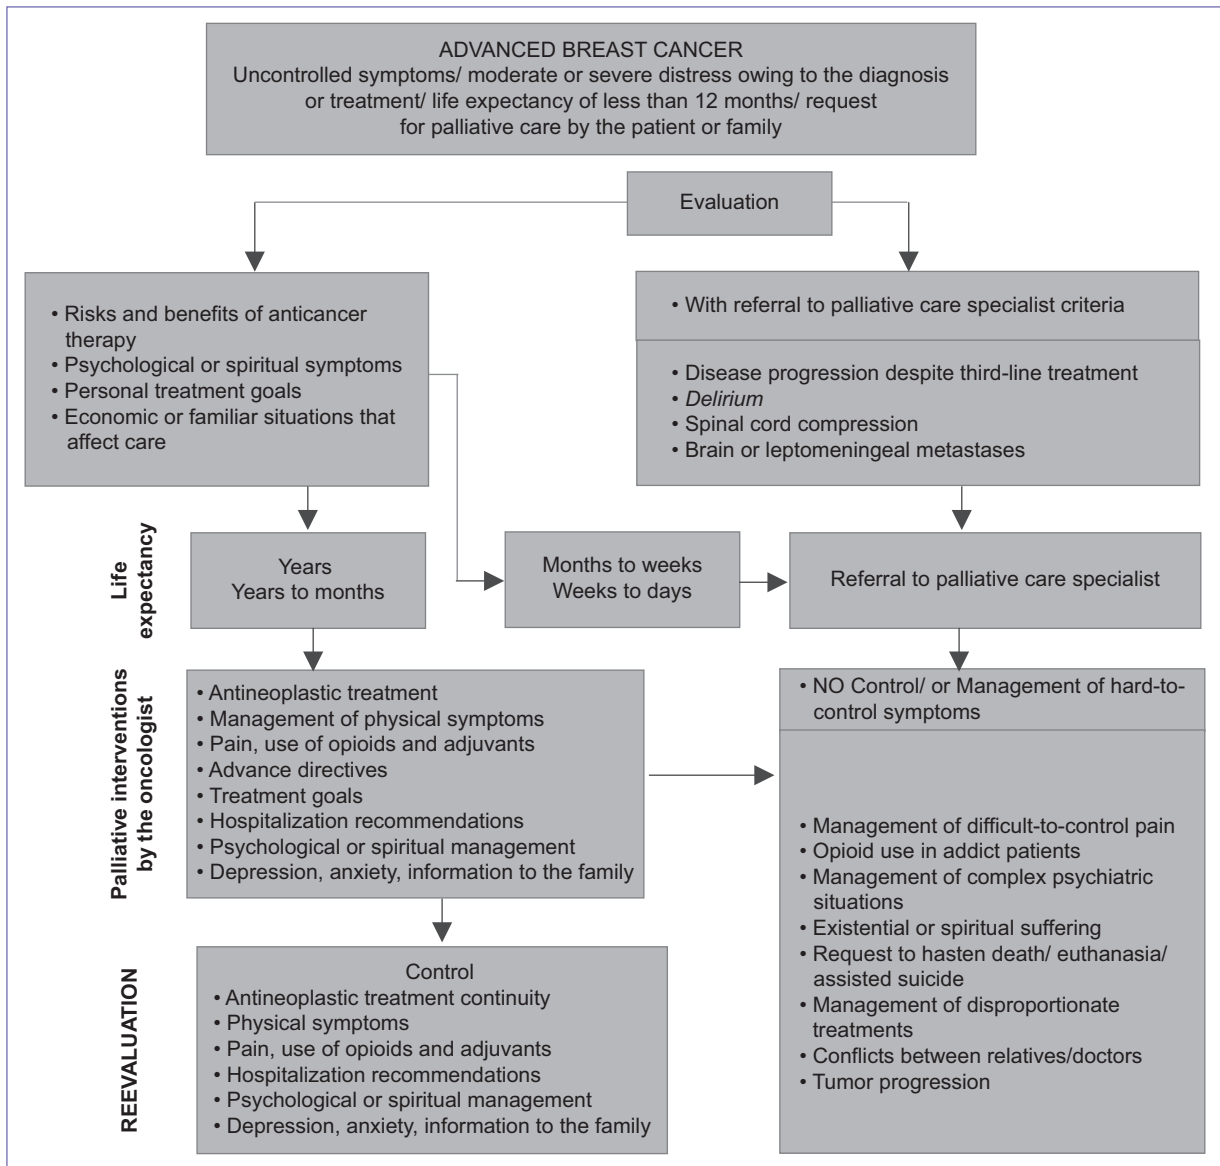 ADVANCED BREAST CANCER
Uncontrolled symptoms/ moderate or severe distress owing to the diagnosis
or treatment/ life expectancy of less than 12 months/ request
for palliative care by the patient or family
Evaluation
• Risks and benefits of anticancer
therapy
• Psychological or spiritual symptoms
• Personal treatment goals
• Economic or familiar situations that
affect care
• With referral to palliative care specialist criteria
• Disease progression despite third-line treatment
• Delirium
• Spinal cord compression
• Brain or leptomeningeal metastases
Life
expectancy
Years
Years to months
Months to weeks
Weeks to days
Referral to palliative care specialist
Palliative interventions
by the oncologist
• Antineoplastic treatment
• Management of physical symptoms
• Pain, use of opioids and adjuvants
• Advance directives
• Treatment goals
• Hospitalization recommendations
• Psychological or spiritual management
• Depression, anxiety, information to the family
• NO Control/ or Management of hard-to-
control symptoms
• Management of difficult-to-control pain
• Opioid use in addict patients
• Management of complex psychiatric
situations
• Existential or spiritual suffering
• Request to hasten death/ euthanasia/
assisted suicide
• Management of disproportionate
treatments
• Conflicts between relatives/doctors
• Tumor progression
REEVALUATION
Control
• Antineoplastic treatment continuity
• Physical symptoms
• Pain, use of opioids and adjuvants
• Hospitalization recommendations
• Psychological or spiritual management
• Depression, anxiety, information to the family